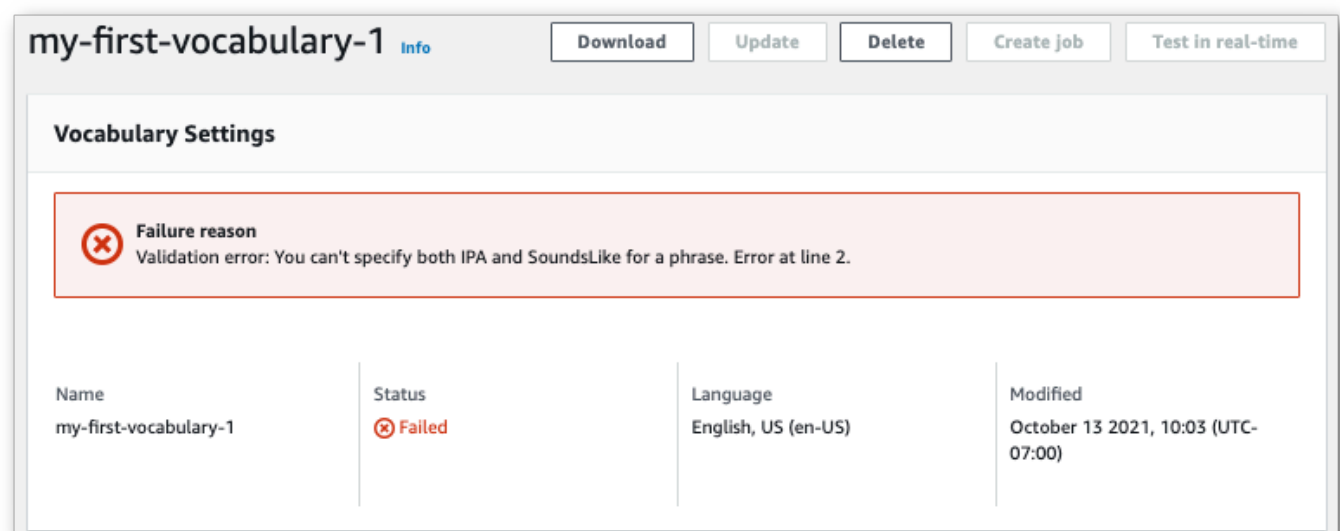 my-first-vocabulary-1 Info Download Update Delete Create job Test in real-time
Vocabulary Settings
Failure reason
Validation error: You can't specify both IPA and SoundsLike for a phrase. Error at line 2.
Name Status Language Modified
my-first-vocabulary-1 Failed English, US (en-US) October 13 2021, 10:03 (UTC-
07:00)